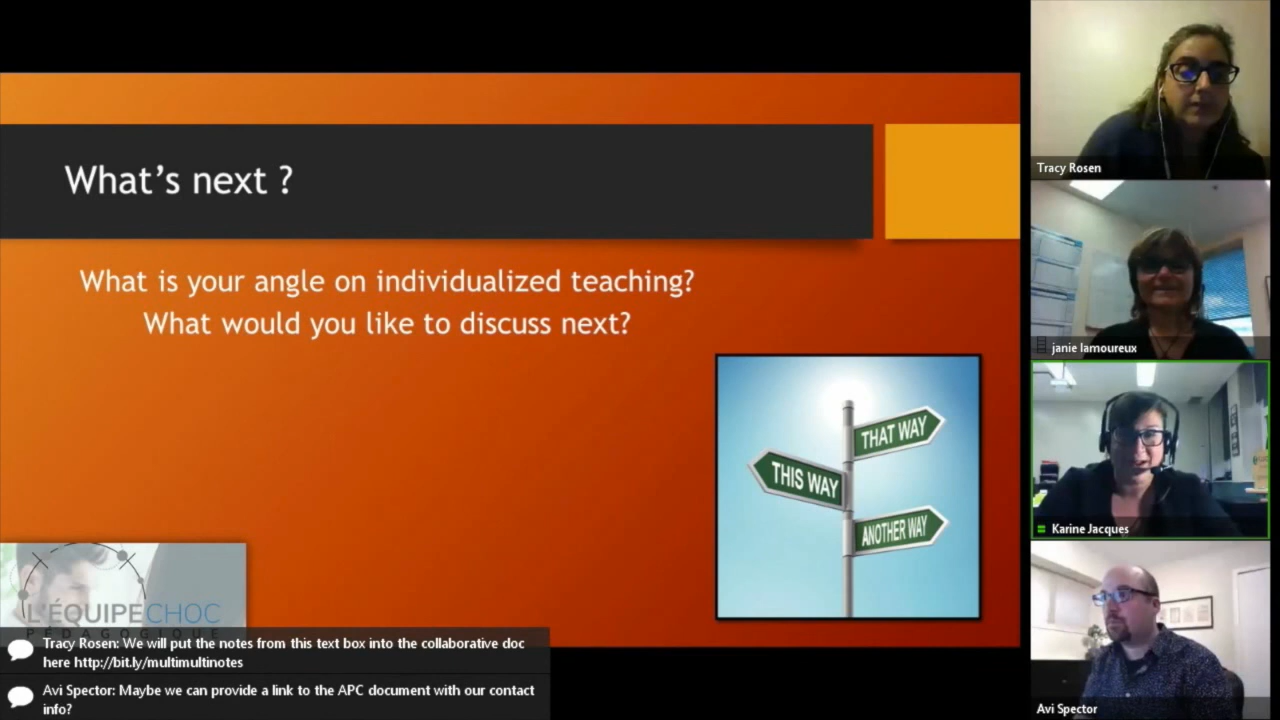 What's next ?
What is your angle on individualized teaching?
What would you like to discuss next?
THAT WAY
THIS WAY
ANOTHER WAY
L'ÉQUIPECHOC
PÉDAGOGIQUE
Tracy Rosen: We will put the notes from this text box into the collaborative doc
here http://bit.ly/multimultinotes
Avi Spector: Maybe we can provide a link to the APC document with our contact
info?
Tracy Rosen
janie lamoureux
Karine Jacques
Avi Spector